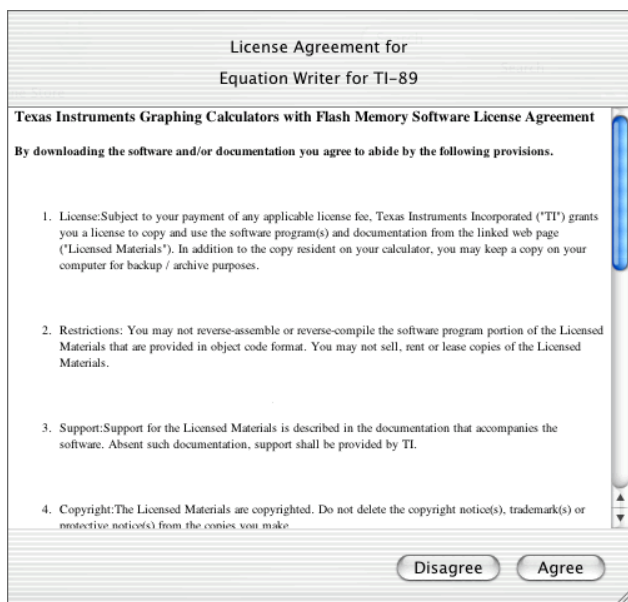 License Agreement for
Equation Writer for TI-89
Texas Instruments Graphing Calculators with Flash Memory Software License Agreement
By downloading the software and/or documentation you agree to abide by the following provisions.
1. License:Subject to your payment of any applicable license fee, Texas Instruments Incorporated ("TI") grants
you a license to copy and use the software program(s) and documentation from the linked web page
("Licensed Materials"). In addition to the copy resident on your calculator, you may keep a copy on your
computer for backup / archive purposes.
2. Restrictions: You may not reverse-assemble or reverse-compile the software program portion of the Licensed
Materials that are provided in object code format. You may not sell, rent or lease copies of the Licensed
Materials.
3. Support:Support for the Licensed Materials is described in the documentation that accompanies the
software. Absent such documentation, support shall be provided by TI.
4. Copyright:The Licensed Materials are copyrighted. Do not delete the copyright notice(s), trademark(s) or
protective notice(s) from the copies you make
Disagree Agree